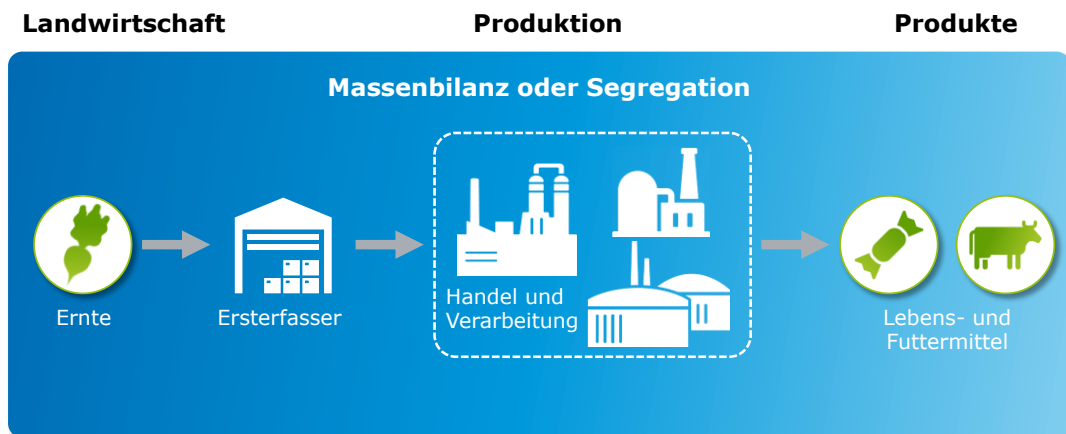 Landwirtschaft
Produktion
Produkte
Massenbilanz oder Segregation
Ernte
Ersterfasser
Handel und
Verarbeitung
Lebens- und
Futtermittel